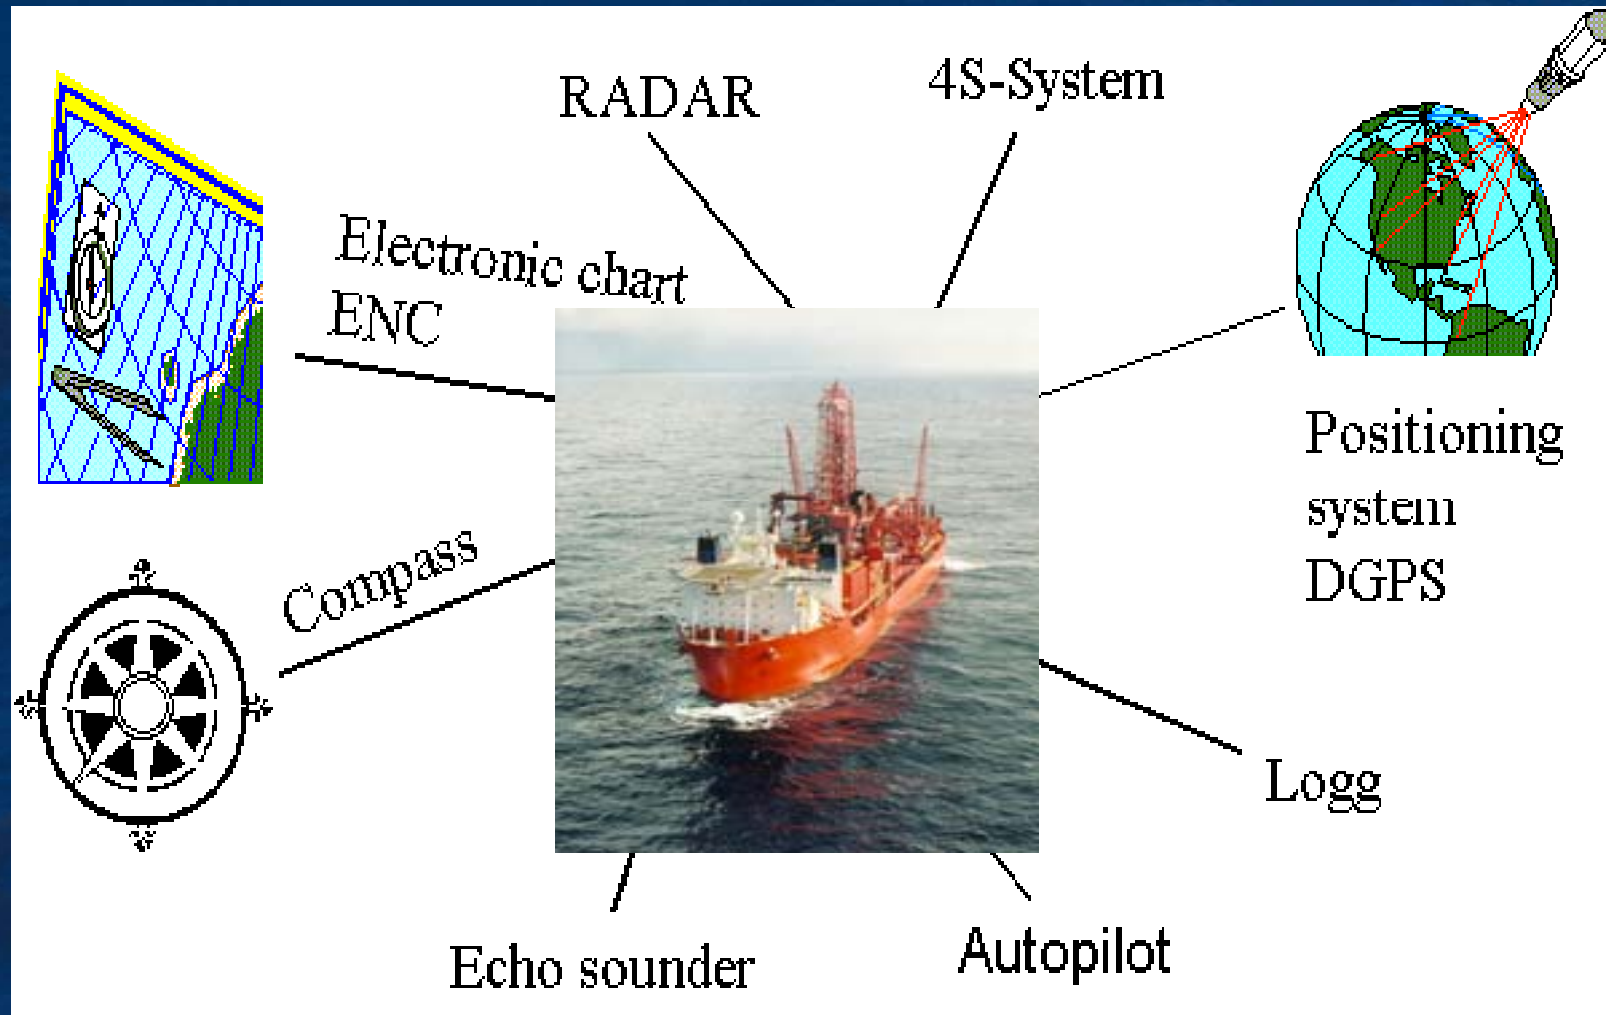 RADAR
4S-System
Electronic chart
ENC
Positioning
system
DGPS
Compass
Logg
Echo sounder
Autopilot